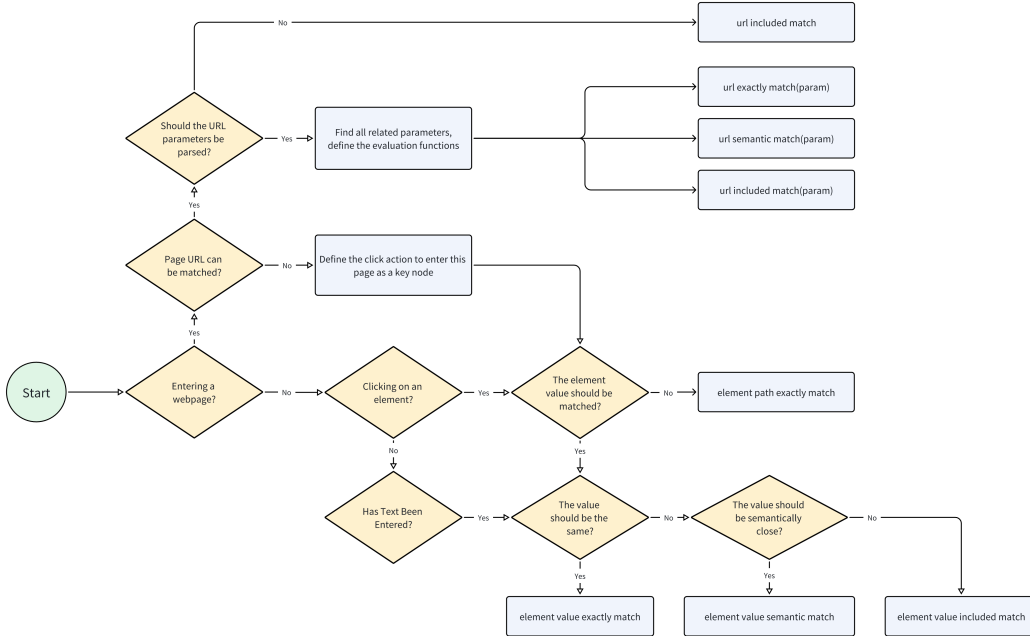 No
url included match
url exactly match(param)
Should the URL
parameters be
parsed?
Yes
Find all related parameters,
define the evaluation functions
url semantic match(param)
url included match(param)
Yes
Page URL can
be matched?
No
Define the click action to enter this
page as a key node
Yes
Start
Entering a
webpage?
No
Clicking on an
element?
Yes
The element
value should be
matched?
No
element path exactly match
No
Yes
Has Text Been
Entered?
Yes
The value
should be the
same?
No
The value should
be semantically
close?
No
Yes
Yes
element value exactly match
element value semantic match
element value included match